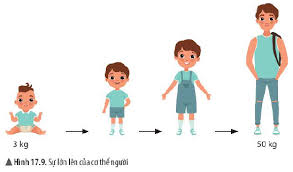 3 kg
50 kg
▲ Hình 17.9. Sự lớn lên của cơ thể người